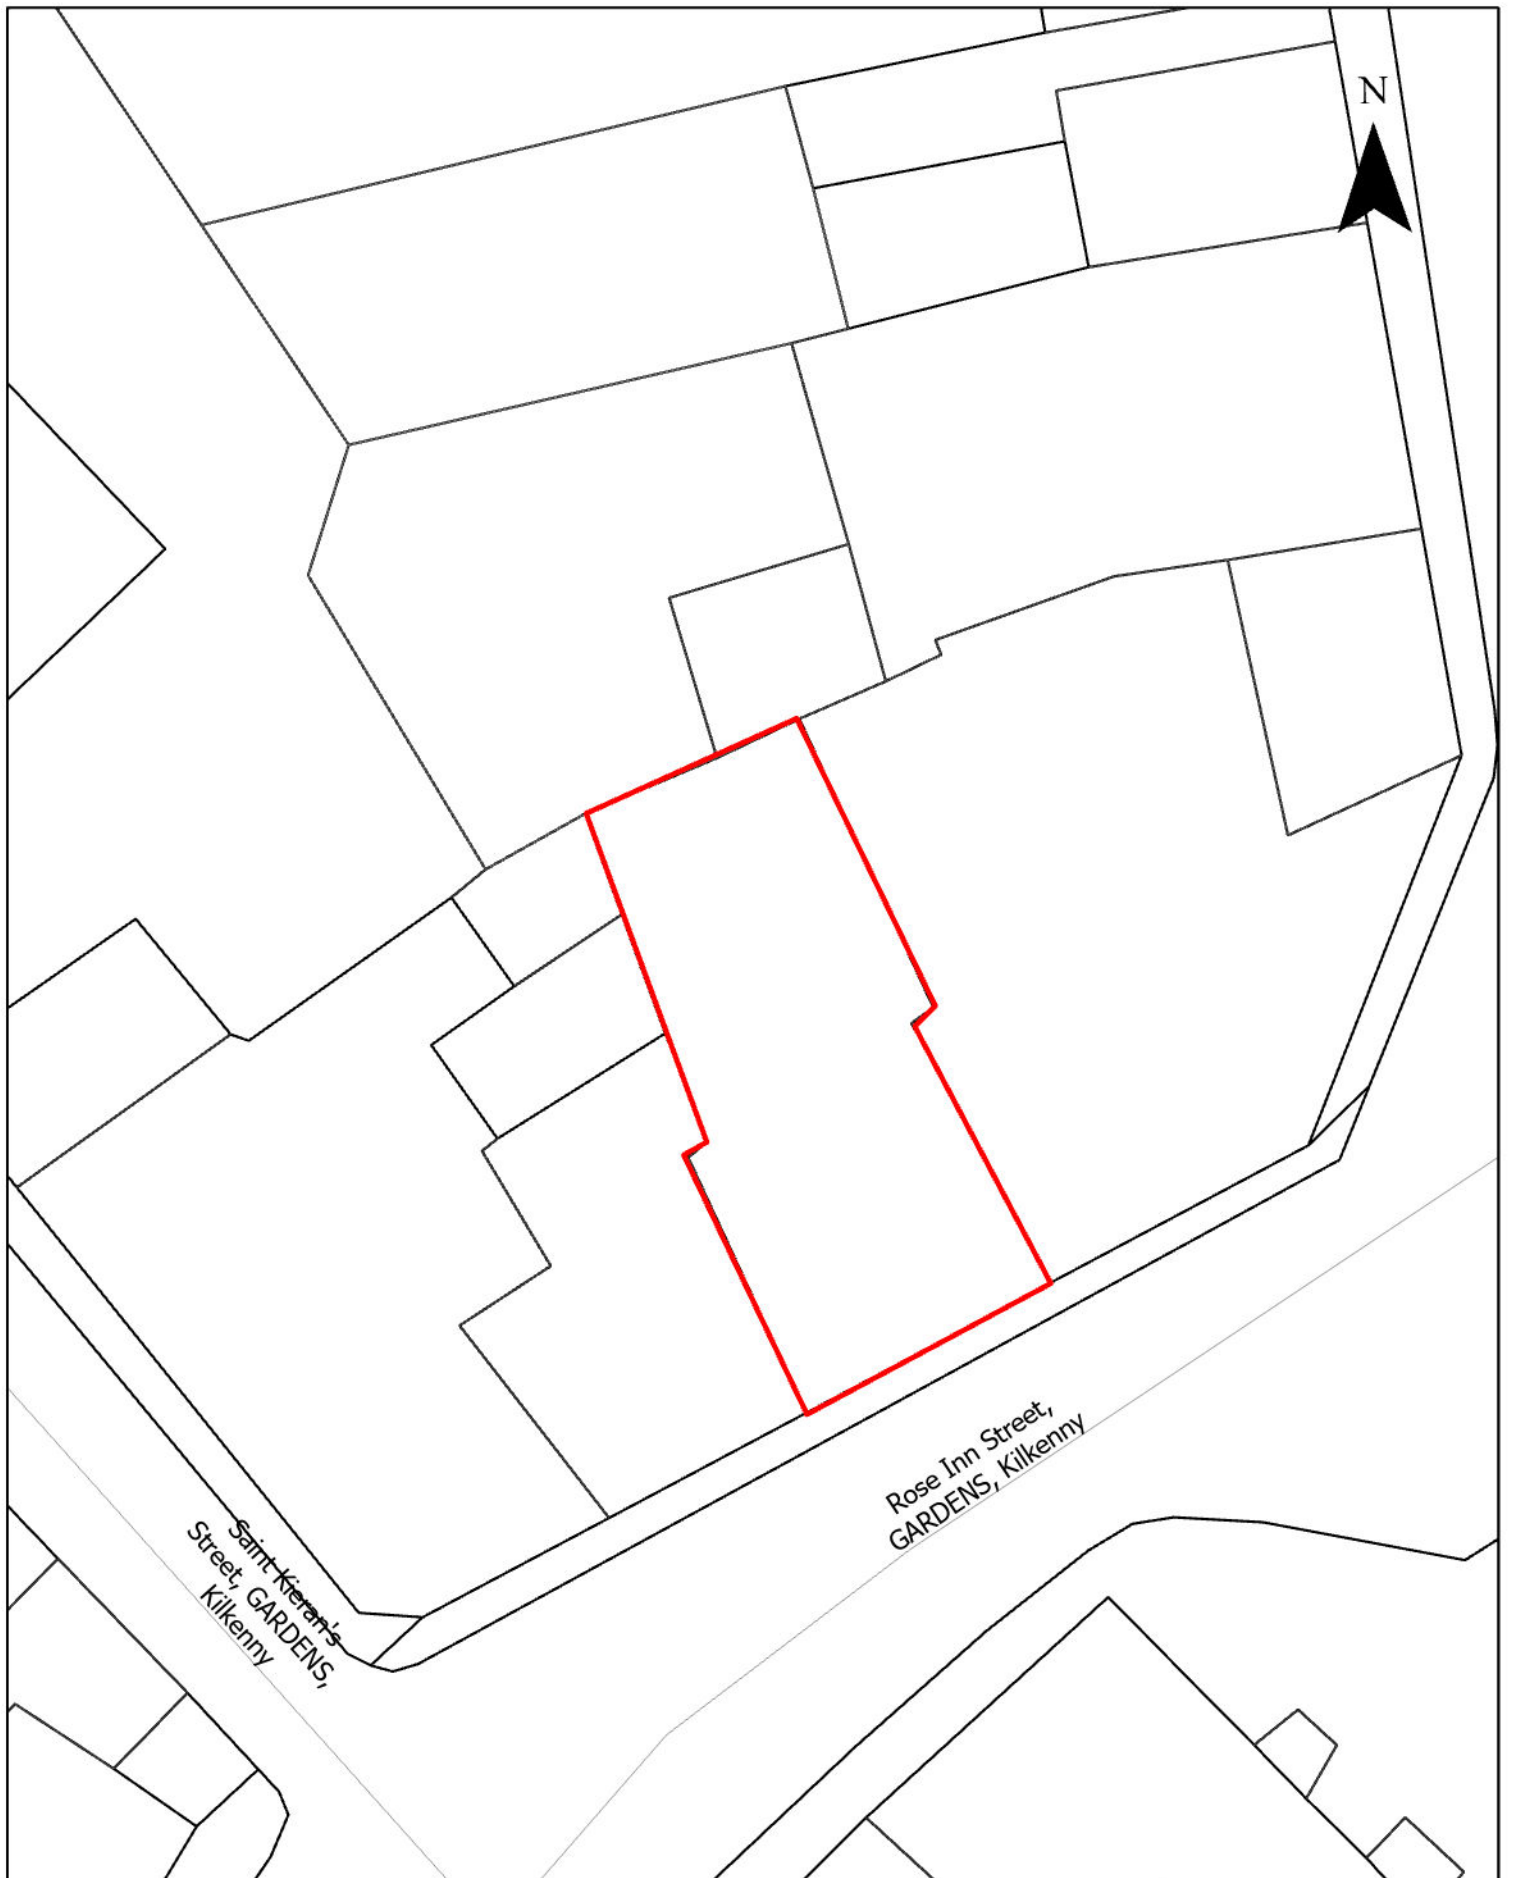 N
Rose Inn Street,
GARDENS, Kilkenny
Saint Kieran's
Street, GARDENS,
Kilkenny